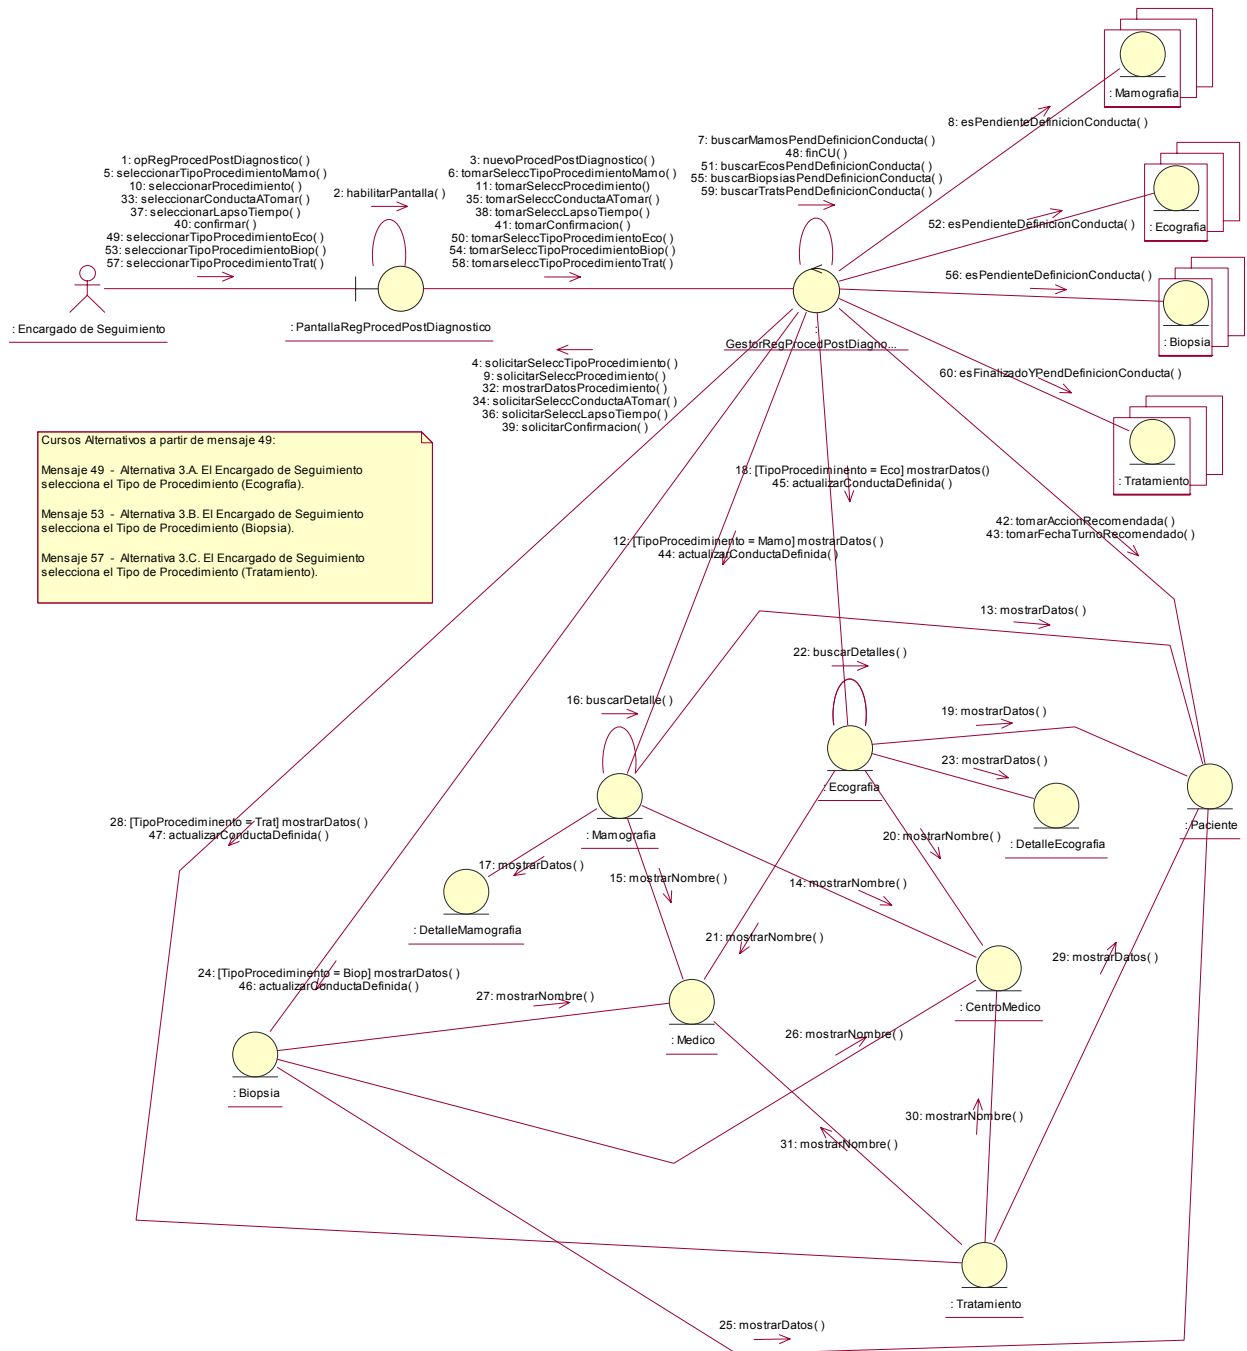 1: opRegProcedPostDiagnostico( )
5: seleccionarTipoProcedimientoMamo( )
10: seleccionarProcedimiento( )
33: seleccionarConductaATomar( )
37: seleccionarLapsoTiempo( )
40: confirmar( )
49: seleccionarTipoProcedimientoEco( )
53: seleccionarTipoProcedimientoBiop( )
57: seleccionarTipoProcedimientoTrat( )
: Encargado de Seguimiento
2: habilitarPantalla( )
: PantallaRegProcedPostDiagnostico
3: nuevoProcedPostDiagnostico( )
6: tomarSeleccTipoProcedimientoMamo( )
11: tomarSeleccProcedimiento()
35: tomarSeleccConductaATomar( )
38: tomarSeleccLapsoTiempo( )
41: tomarConfirmacion( )
50: tomarSeleccTipoProcedimientoEco( )
54: tomarSeleccTipoProcedimientoBiop( )
58: tomarseleccTipoProcedimientoTrat( )
7: buscarMamosPendDefinicionConducta( )
48: finCU( )
51: buscarEcosPendDefinicionConducta( )
55: buscarBiopsiasPendDefinicionConducta( )
59: buscarTratsPendDefinicionConducta( )
:
GestorRegProcedPostDiagno...
4: solicitarSeleccTipoProcedimiento( )
9: solicitarSeleccProcedimiento( )
32: mostrarDatosProcedimiento( )
34: solicitarSeleccConductaATomar( )
36: solicitarSeleccLapsoTiempo( )
39: solicitarConfirmacion( )
8: esPendienteDefinicionConducta( )
: Mamografia
52: esPendienteDefinicionConducta( )
: Ecografia
56: esPendienteDefinicionConducta( )
: Biopsia
60: esFinalizadoYPendDefinicionConducta( )
: Tratamiento
Cursos Alternativos a partir de mensaje 49:
Mensaje 49 - Alternativa 3.A. El Encargado de Seguimiento
selecciona el Tipo de Procedimiento (Ecografía).
Mensaje 53 - Alternativa 3.B. El Encargado de Seguimiento
selecciona el Tipo de Procedimiento (Biopsia).
Mensaje 57 - Alternativa 3.C. El Encargado de Seguimiento
selecciona el Tipo de Procedimiento (Tratamiento).
18: [TipoProcediminento = Eco] mostrarDatos()
45: actualizarConductaDefinida( )
42: tomarAccionRecomendada( )
43: tomarFechaTurnoRecomendado( )
12: [TipoProcediminento = Mamo] mostrarDatos( )
44: actualizarConductaDefinida( )
13: mostrarDatos( )
22: buscarDetalles( )
16: buscarDetalle( )
19: mostrarDatos( )
23: mostrarDatos( )
: Ecografia
: Mamografia
: DetalleEcografia
: Paciente
28: [TipoProcediminento = Trat] mostrarDatos( )
47: actualizarConductaDefinida( )
20: mostrarNombre( )
17: mostrarDatos( )
15: mostrarNombre( )
14: mostrarNombre( )
: DetalleMamografia
21: mostrarNombre( )
29: mostrarDatos( )
24: [TipoProcediminento = Biop] mostrarDatos( )
46: actualizarConductaDefinida( )
27: mostrarNombre( )
: CentroMedico
: Medico
26: mostrarNombre( )
: Biopsia
30: mostrarNombre( )
31: mostrarNombre( )
: Tratamiento
25: mostrarDatos( )